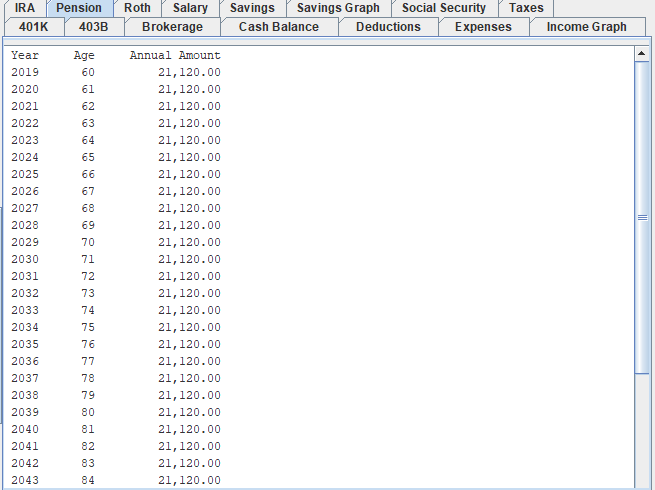 IRA Pension Roth Salary Savings Savings Graph Social Security Taxes
401K 403B Brokerage Cash Balance Deductions Expenses Income Graph
Year Age Annual Amount
2019 60 21,120.00
2020 61 21,120.00
2021 62 21,120.00
2022 63 21,120.00
2023 64 21,120.00
2024 65 21,120.00
2025 66 21,120.00
2026 67 21,120.00
2027 68 21,120.00
2028 69 21,120.00
2029 70 21,120.00
2030 71 21,120.00
2031 72 21,120.00
2032 73 21,120.00
2033 74 21,120.00
2034 75 21,120.00
2035 76 21,120.00
2036 77 21,120.00
2037 78 21,120.00
2038 79 21,120.00
2039 80 21,120.00
2040 81 21,120.00
2041 82 21,120.00
2042 83 21,120.00
2043 84 21,120.00